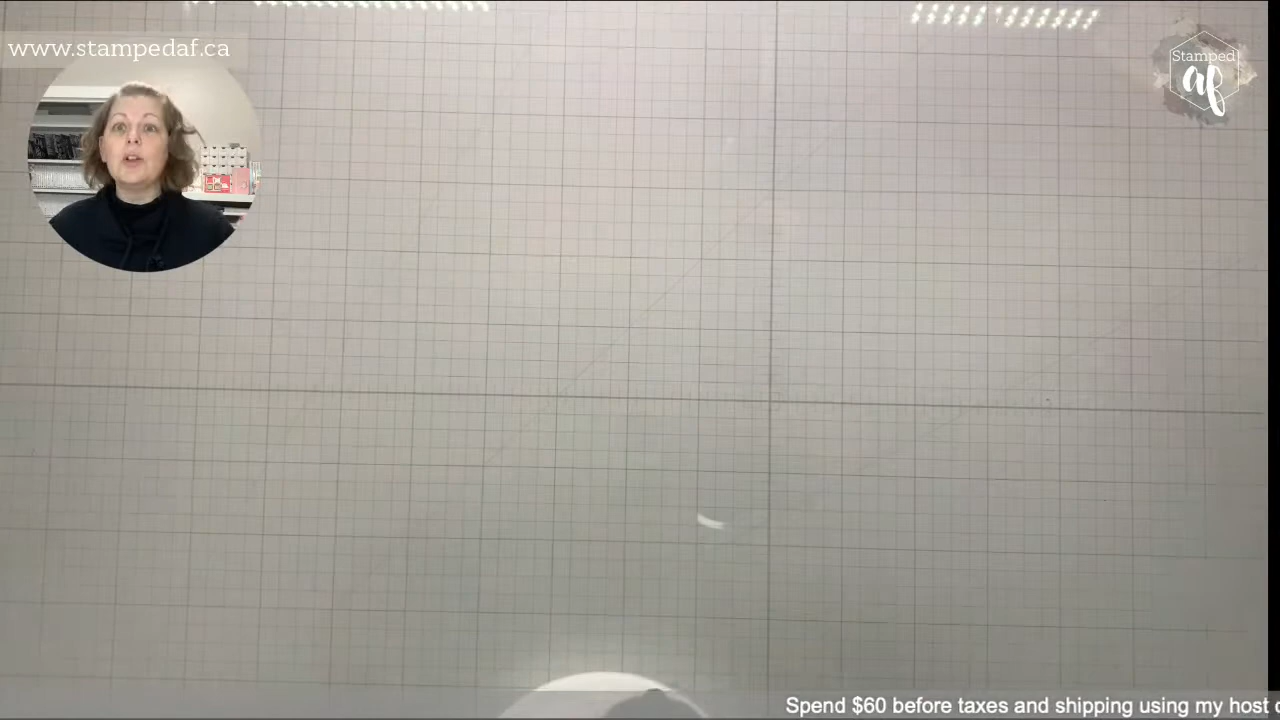 www.stampedaf.ca
Stamped
af
Spend $60 before taxes and shipping using my host